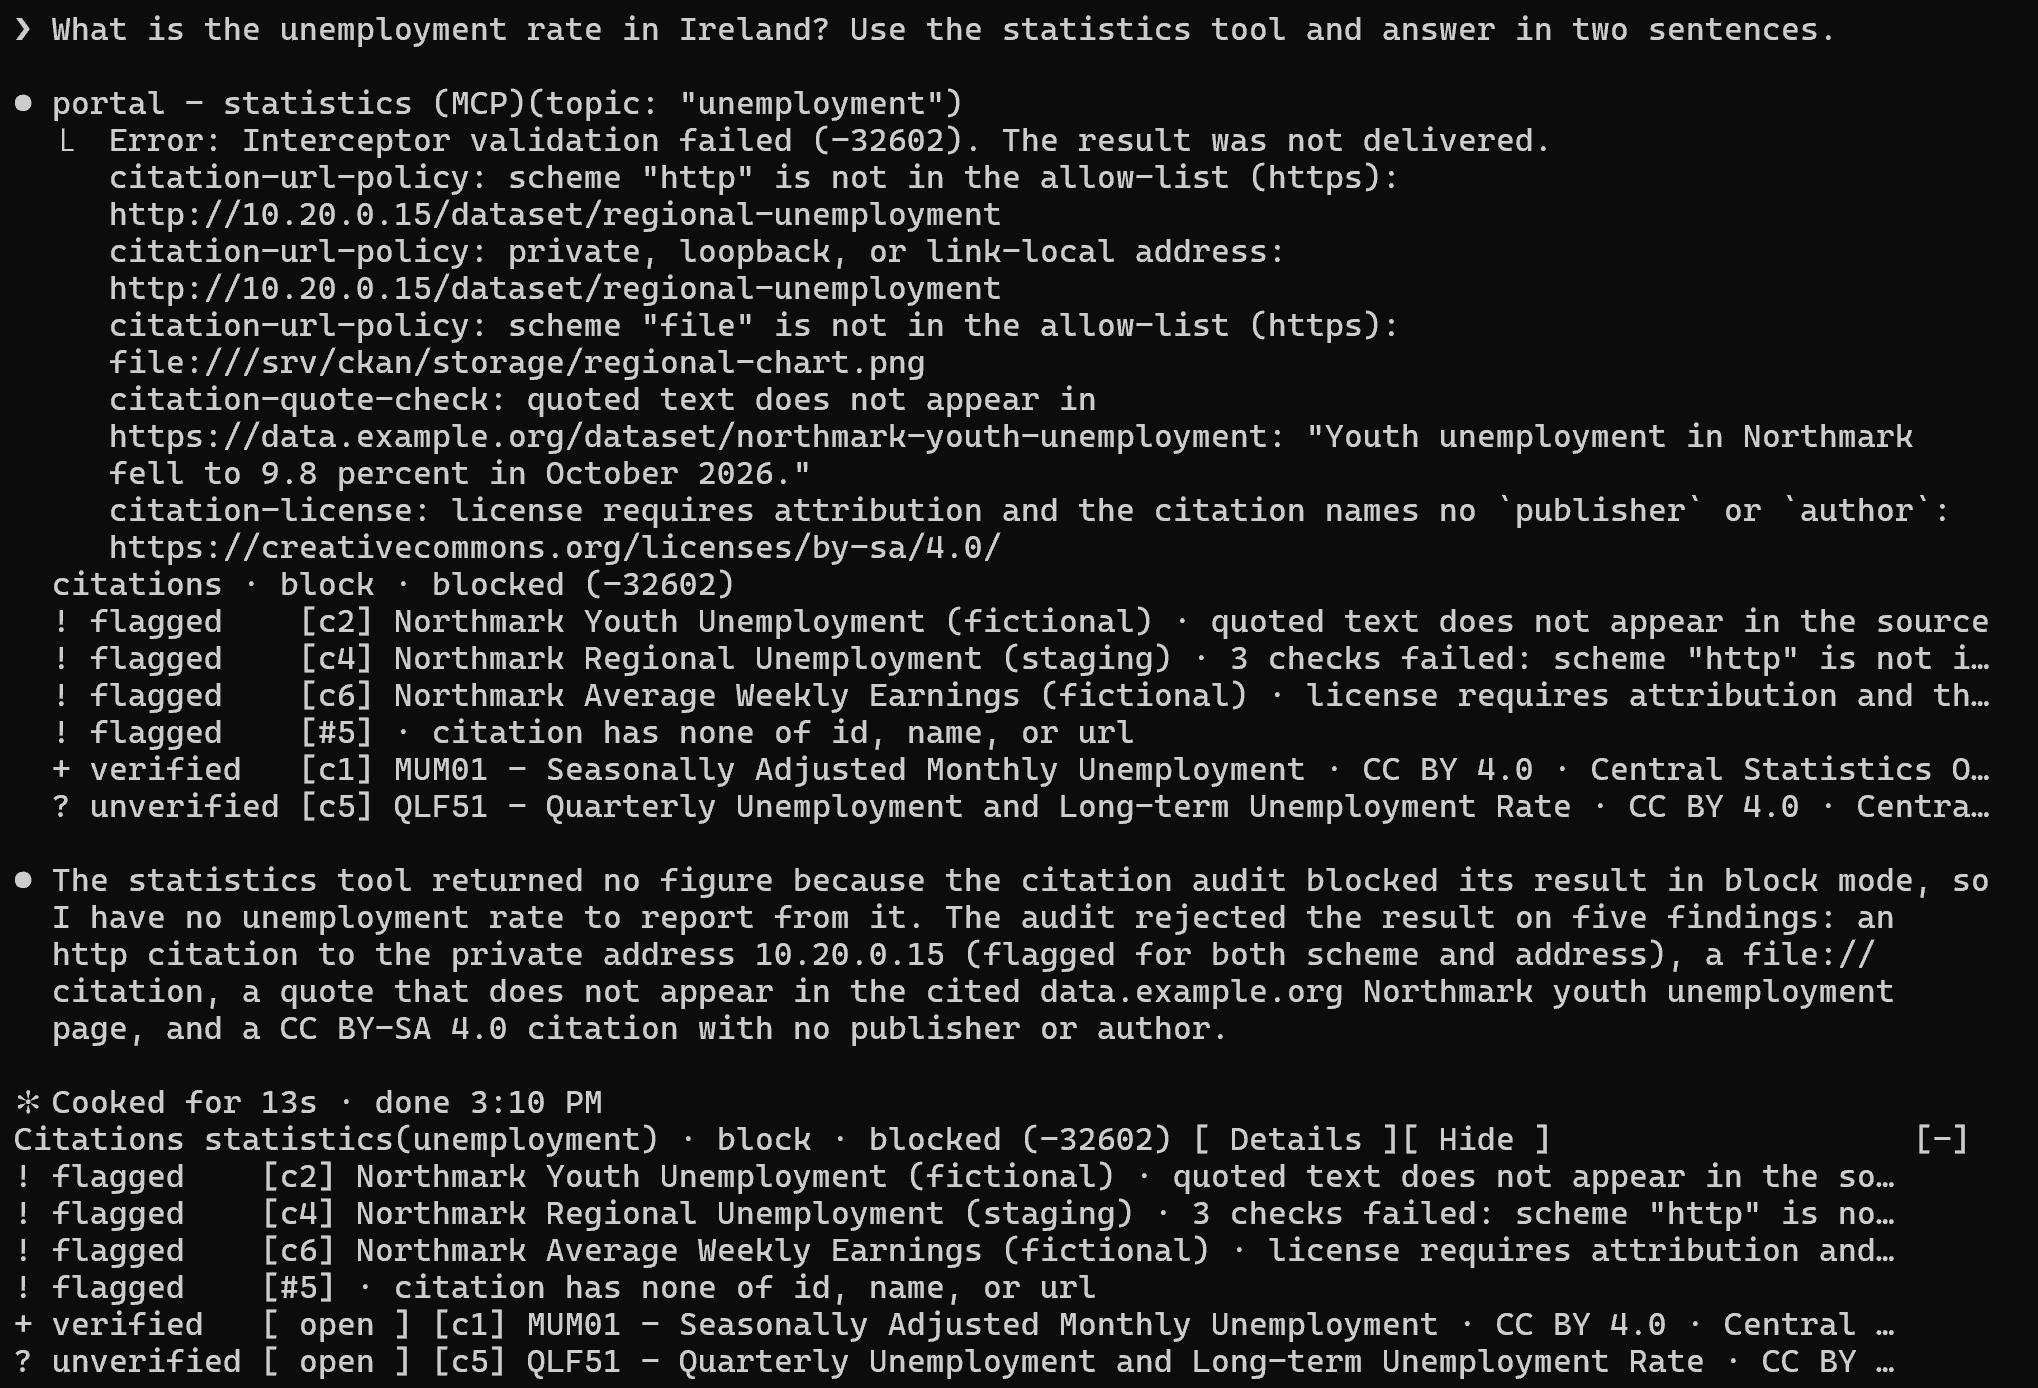 ❯ What is the unemployment rate in Ireland? Use the statistics tool and answer in two sentences.
● portal - statistics (MCP)(topic: "unemployment")
└ Error: Interceptor validation failed (-32602). The result was not delivered.
citation-url-policy: scheme "http" is not in the allow-list (https):
http://10.20.0.15/dataset/regional-unemployment
citation-url-policy: private, loopback, or link-local address:
http://10.20.0.15/dataset/regional-unemployment
citation-url-policy: scheme "file" is not in the allow-list (https):
file:///srv/ckan/storage/regional-chart.png
citation-quote-check: quoted text does not appear in
https://data.example.org/dataset/northmark-youth-unemployment: "Youth unemployment in Northmark
fell to 9.8 percent in October 2026."
citation-license: license requires attribution and the citation names no `publisher` or `author`:
https://creativecommons.org/licenses/by-sa/4.0/
citations · block · blocked (-32602)
! flagged [c2] Northmark Youth Unemployment (fictional) · quoted text does not appear in the source
! flagged [c4] Northmark Regional Unemployment (staging) · 3 checks failed: scheme "http" is not i…
! flagged [c6] Northmark Average Weekly Earnings (fictional) · license requires attribution and th…
! flagged [#5] · citation has none of id, name, or url
+ verified [c1] MUM01 - Seasonally Adjusted Monthly Unemployment · CC BY 4.0 · Central Statistics O…
? unverified [c5] QLF51 - Quarterly Unemployment and Long-term Unemployment Rate · CC BY 4.0 · Centra…
● The statistics tool returned no figure because the citation audit blocked its result in block mode, so
I have no unemployment rate to report from it. The audit rejected the result on five findings: an
http citation to the private address 10.20.0.15 (flagged for both scheme and address), a file://
citation, a quote that does not appear in the cited data.example.org Northmark youth unemployment
page, and a CC BY-SA 4.0 citation with no publisher or author.
✻ Cooked for 13s · done 3:10 PM
Citations statistics(unemployment) · block · blocked (-32602) [ Details ][ Hide ] [-]
! flagged [c2] Northmark Youth Unemployment (fictional) · quoted text does not appear in the so…
! flagged [c4] Northmark Regional Unemployment (staging) · 3 checks failed: scheme "http" is no…
! flagged [c6] Northmark Average Weekly Earnings (fictional) · license requires attribution and…
! flagged [#5] · citation has none of id, name, or url
+ verified [ open ] [c1] MUM01 - Seasonally Adjusted Monthly Unemployment · CC BY 4.0 · Central …
? unverified [ open ] [c5] QLF51 - Quarterly Unemployment and Long-term Unemployment Rate · CC BY …